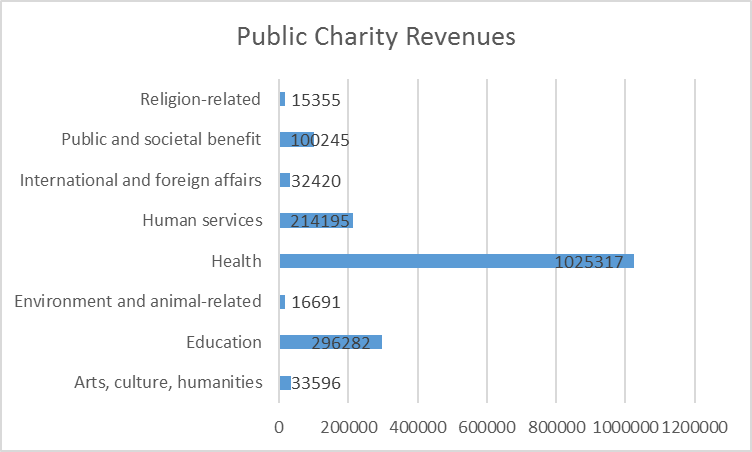 Public Charity Revenues
Religion-related 15355
Public and societal benefit 100245
International and foreign affairs 32420
Human services 214195
Health 1025317
Environment and animal-related 16691
Education 296282
Arts, culture, humanities 33596
0 200000 400000 600000 800000 1000000 1200000